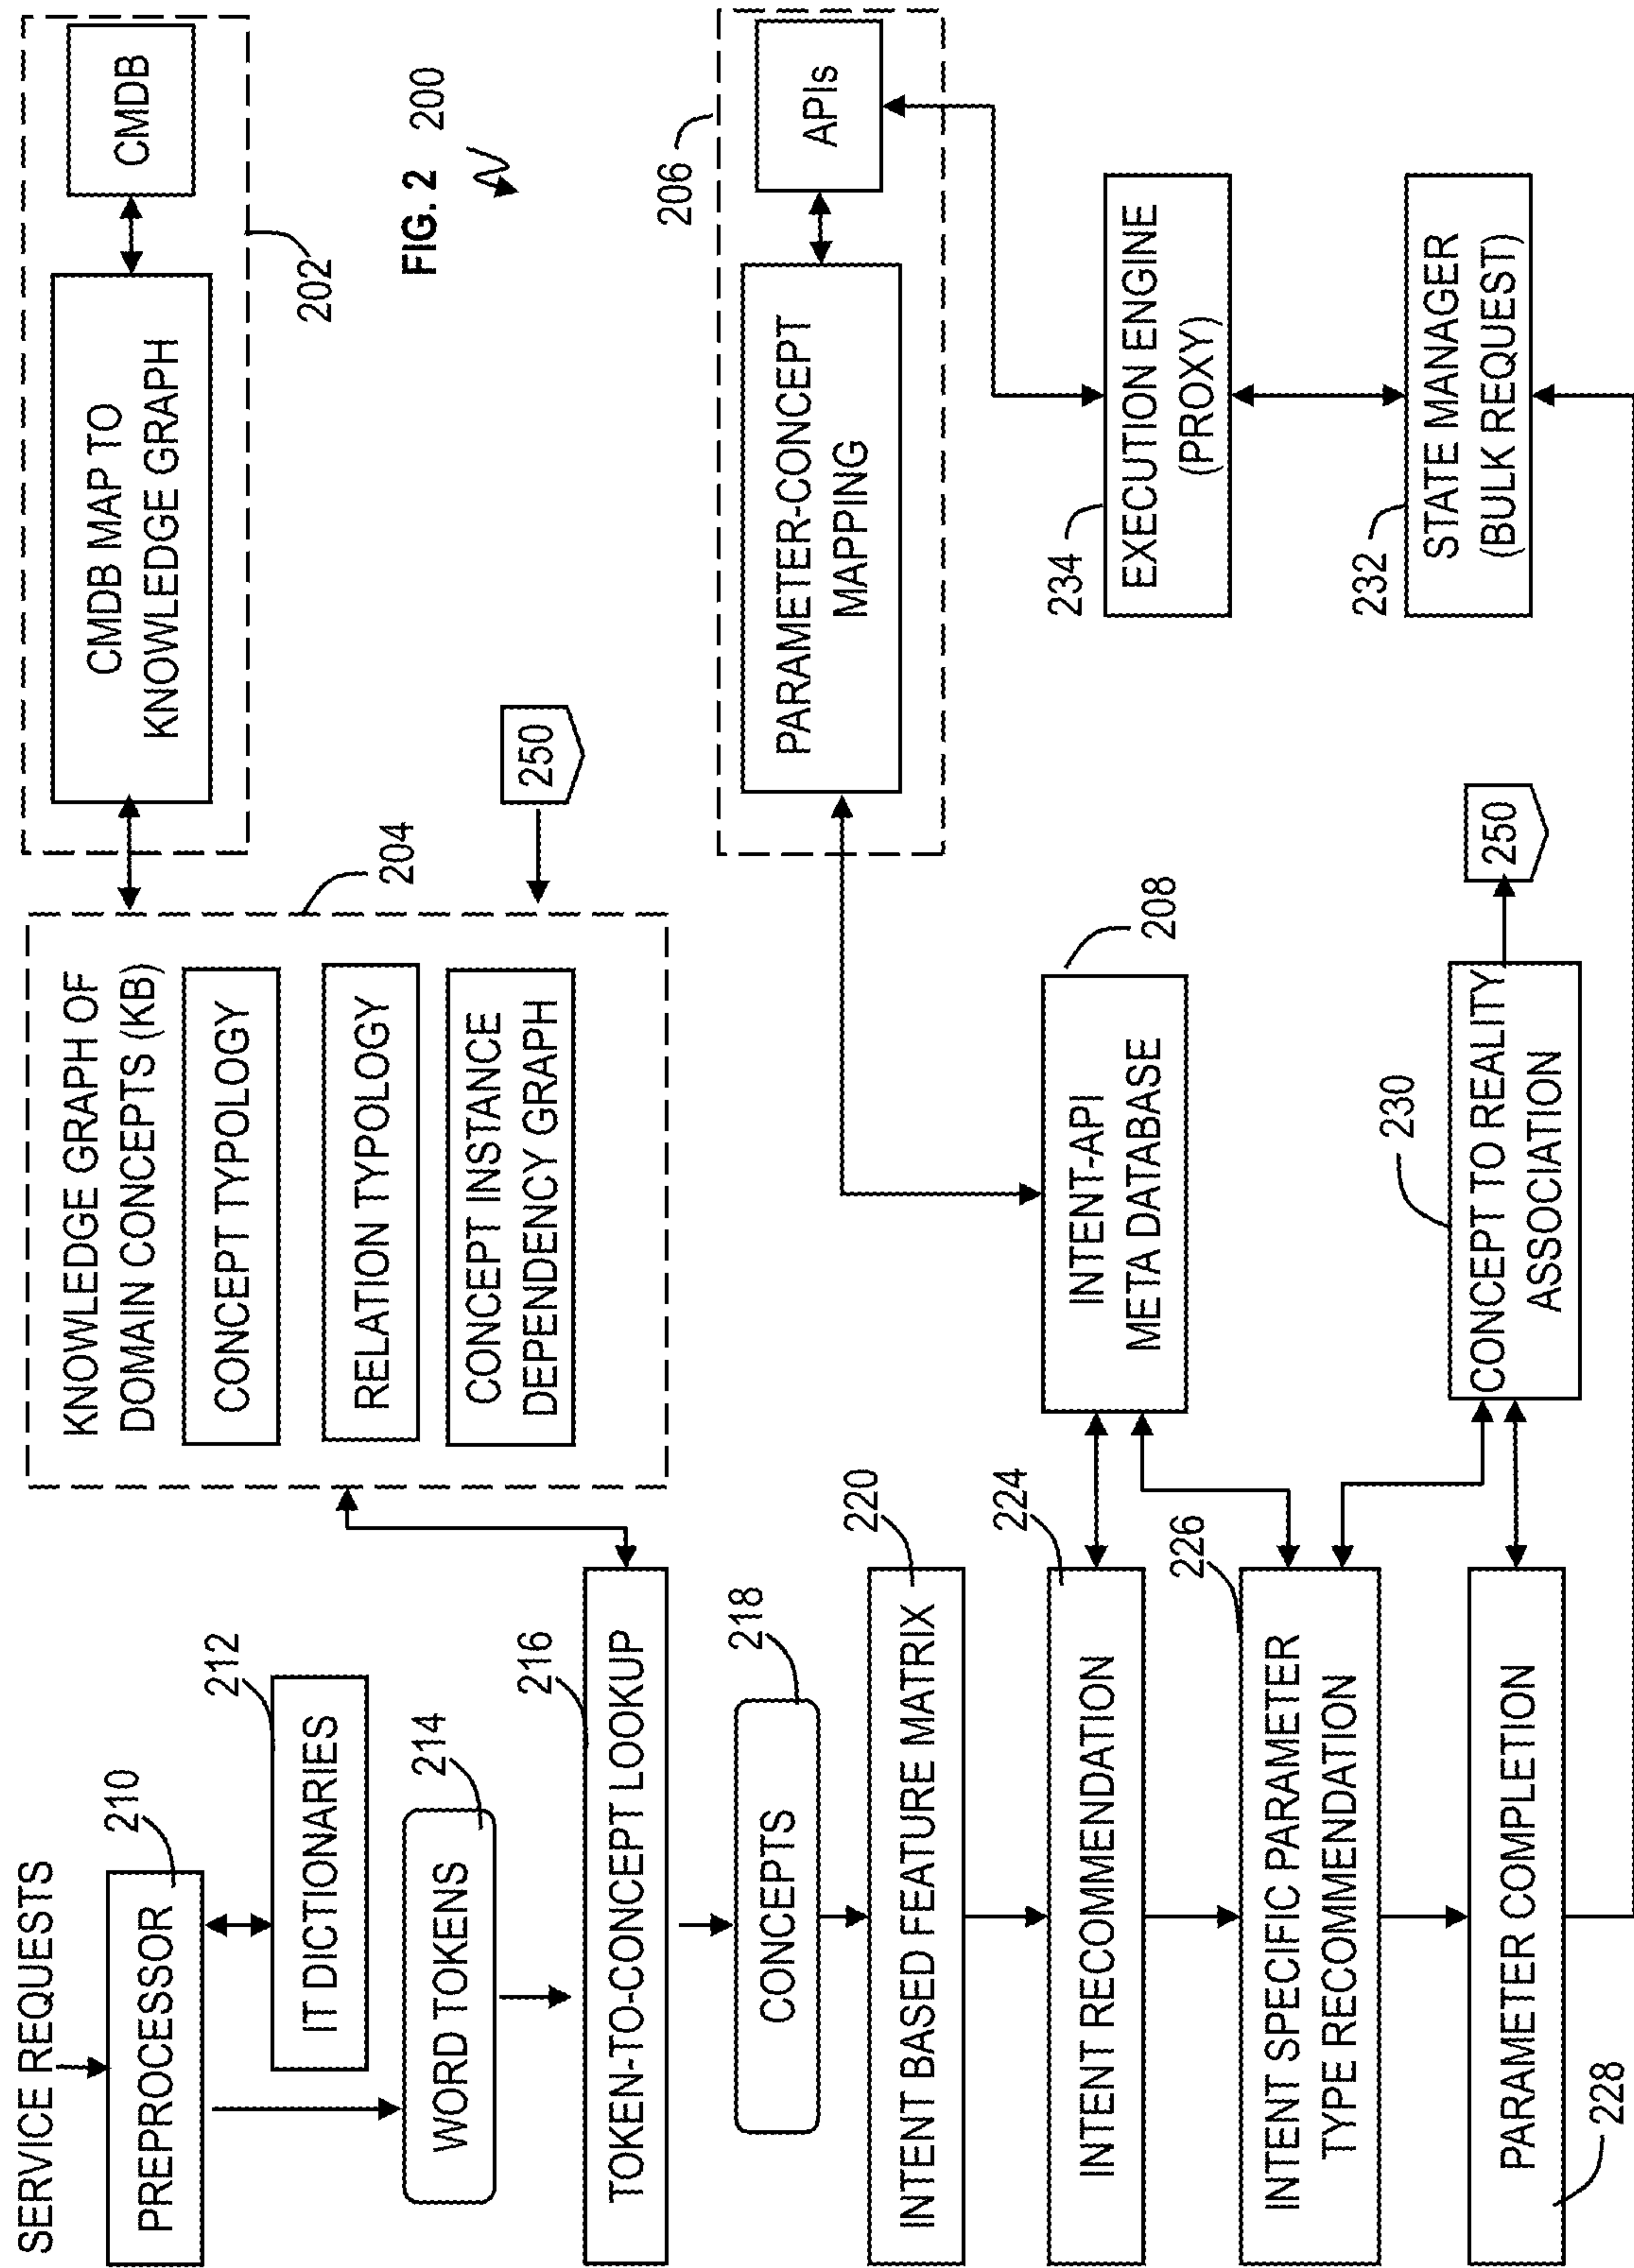 SERVICE REQUESTS
PREPROCESSOR
210
IT DICTIONARIES
212
WORD TOKENS
214
TOKEN-TO-CONCEPT LOOKUP
216
CONCEPTS
218
INTENT BASED FEATURE MATRIX
220
INTENT RECOMMENDATION
224
INTENT SPECIFIC PARAMETER
TYPE RECOMMENDATION
226
PARAMETER COMPLETION
228
KNOWLEDGE GRAPH OF
DOMAIN CONCEPTS (KB)
CONCEPT TYPOLOGY
RELATION TYPOLOGY
CONCEPT INSTANCE
DEPENDENCY GRAPH
204
250
CMDB MAP TO
KNOWLEDGE GRAPH
CMDB
202
FIG. 2
200
206
PARAMETER-CONCEPT
MAPPING
APIs
INTENT-API
META DATABASE
208
CONCEPT TO REALITY
ASSOCIATION
230
250
EXECUTION ENGINE
(PROXY)
234
STATE MANAGER
(BULK REQUEST)
232